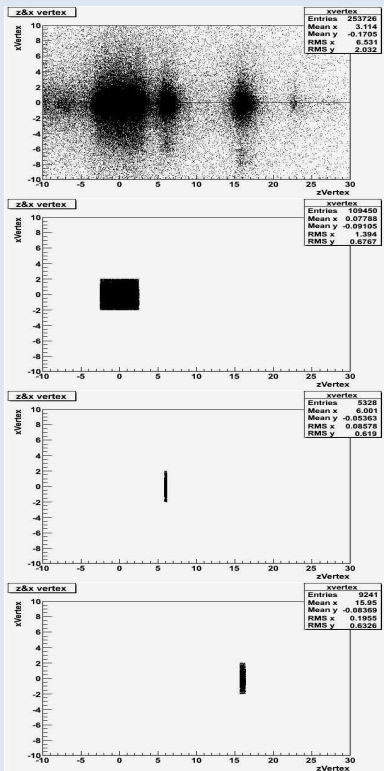 z&x vertex
xvertex
Entries 253726
Mean x 3.114
Mean y -0.1705
RMS x 6.531
RMS y 2.032
xVertex
10
8
6
4
2
0
-2
-4
-6
-8
-10
-10 -5 0 5 10 15 20 25 30
zVertex
z&x vertex
xvertex
Entries 109450
Mean x 0.07788
Mean y -0.09105
RMS x 1.394
RMS y 0.6767
xVertex
10
8
6
4
2
0
-2
-4
-6
-8
-10
-10 -5 0 5 10 15 20 25 30
zVertex
z&x vertex
xvertex
Entries 5328
Mean x 6.001
Mean y -0.05363
RMS x 0.08578
RMS y 0.619
xVertex
10
8
6
4
2
0
-2
-4
-6
-8
-10
-10 -5 0 5 10 15 20 25 30
zVertex
z&x vertex
xvertex
Entries 9241
Mean x 15.95
Mean y -0.08369
RMS x 0.1955
RMS y 0.6326
xVertex
10
8
6
4
2
0
-2
-4
-6
-8
-10
-10 -5 0 5 10 15 20 25 30
zVertex